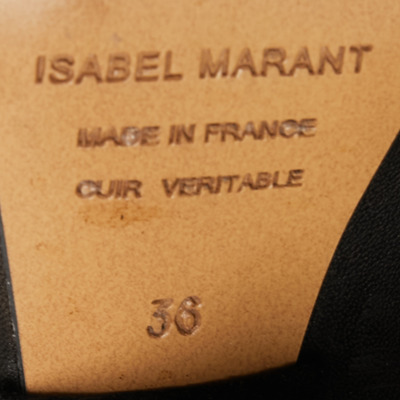 ISABEL MARANT
MADE IN FRANCE
CUIR VERITABLE
36